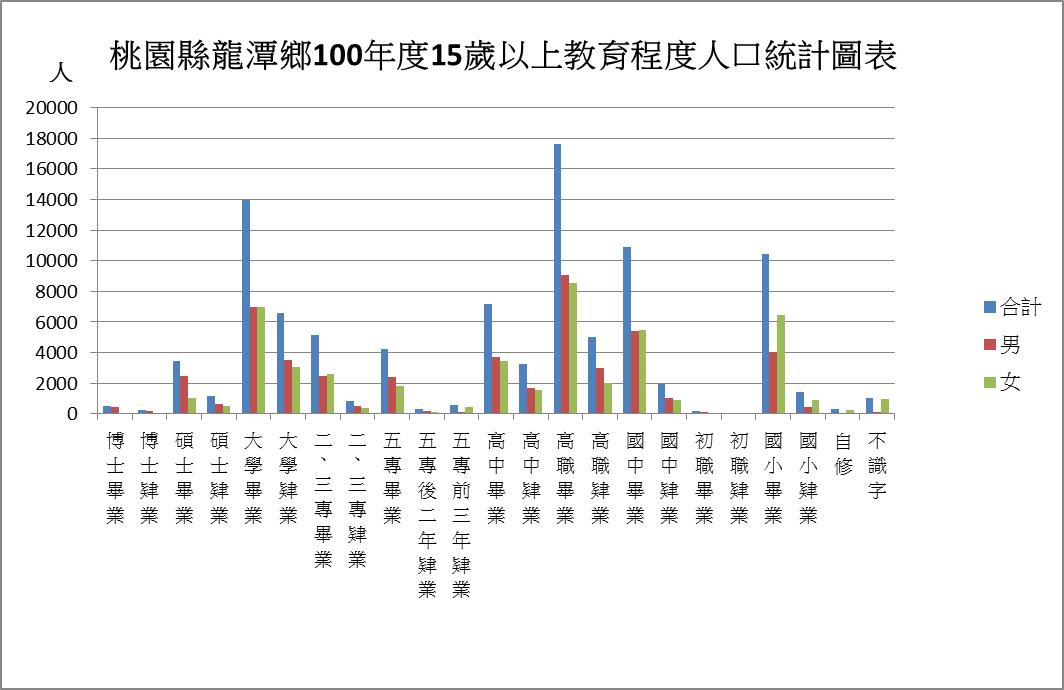 桃園縣龍潭鄉100年度15歲以上教育程度人口統計圖表
人
20000
18000
16000
14000
12000
10000
8000
6000
4000
2000
0
博士畢業
博士肄業
碩士畢業
碩士肄業
大學畢業
大學肄業
二、三專畢業
二、三專肄業
五專畢業
五專後二年肄業
五專前三年肄業
高中畢業
高中肄業
高職畢業
高職肄業
國中畢業
國中肄業
初職畢業
初職肄業
國小畢業
國小肄業
自修
不識字
合計
男
女